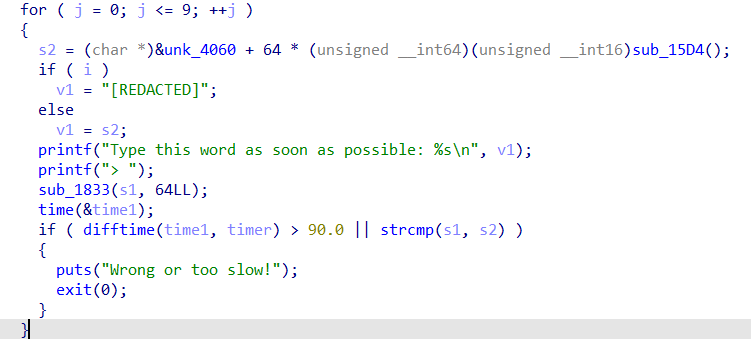 for ( j = 0; j <= 9; ++j )
{
  s2 = (char *)&unk_4060 + 64 * (unsigned __int64)(unsigned __int16)sub_15D4();
  if ( i )
    v1 = "[REDACTED]";
  else
    v1 = s2;
  printf("Type this word as soon as possible: %s\n", v1);
  printf("> ");
  sub_1833(s1, 64LL);
  time(&time1);
  if ( difftime(time1, timer) > 90.0 || strcmp(s1, s2) )
  {
    puts("Wrong or too slow!");
    exit(0);
  }
}